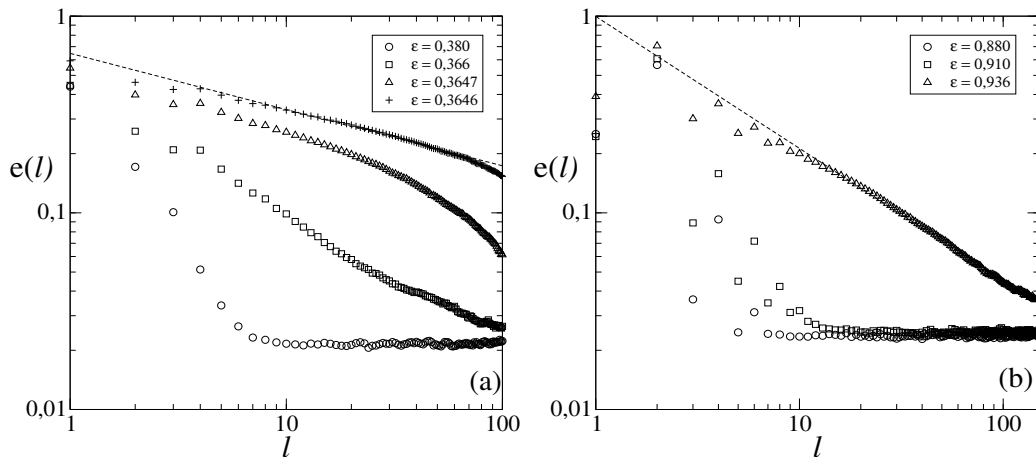 1
0,1
0,01
e(l)
1
10
100
l
ε = 0,380
ε = 0,366
ε = 0,3647
ε = 0,3646
(a)
1
0,1
0,01
e(l)
1
10
100
l
ε = 0,880
ε = 0,910
ε = 0,936
(b)